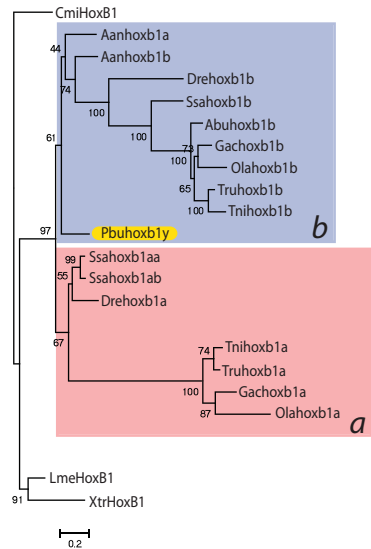 CmiHoxB1
Aanhoxb1a
44
Aanhoxb1b
74
Drehoxb1b
100
Ssahoxb1b
100
Abuhoxb1b
73
Gachoxb1b
100
Olahoxb1b
65
Truhoxb1b
100
Tnihoxb1b
61
b
Pbuhoxb1y
97
Ssahoxb1aa
99
Ssahoxb1ab
55
Drehoxb1a
67
Tnihoxb1a
74
Truhoxb1a
100
Gachoxb1a
87
Olahoxb1a
a
LmeHoxB1
91
XtrHoxB1
0.2